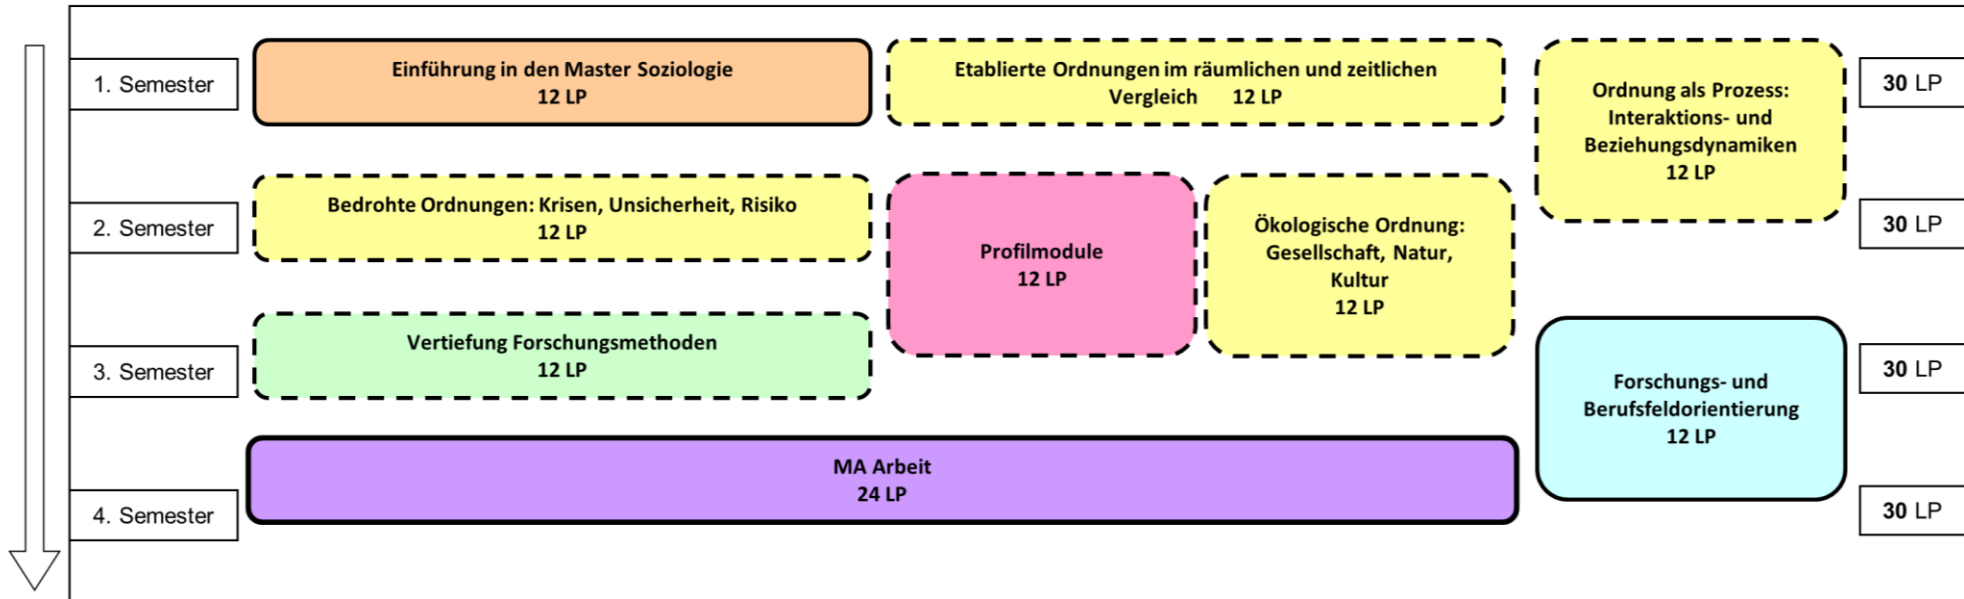 1. Semester
Einführung in den Master Soziologie
12 LP
Etablierte Ordnungen im räumlichen und zeitlichen
Vergleich 12 LP
Ordnung als Prozess:
Interaktions- und
Beziehungsdynamiken
12 LP
30 LP
2. Semester
Bedrohte Ordnungen: Krisen, Unsicherheit, Risiko
12 LP
Profilmodule
12 LP
Ökologische Ordnung:
Gesellschaft, Natur,
Kultur
12 LP
30 LP
3. Semester
Vertiefung Forschungsmethoden
12 LP
Forschungs- und
Berufsfeldorientierung
12 LP
30 LP
4. Semester
MA Arbeit
24 LP
30 LP